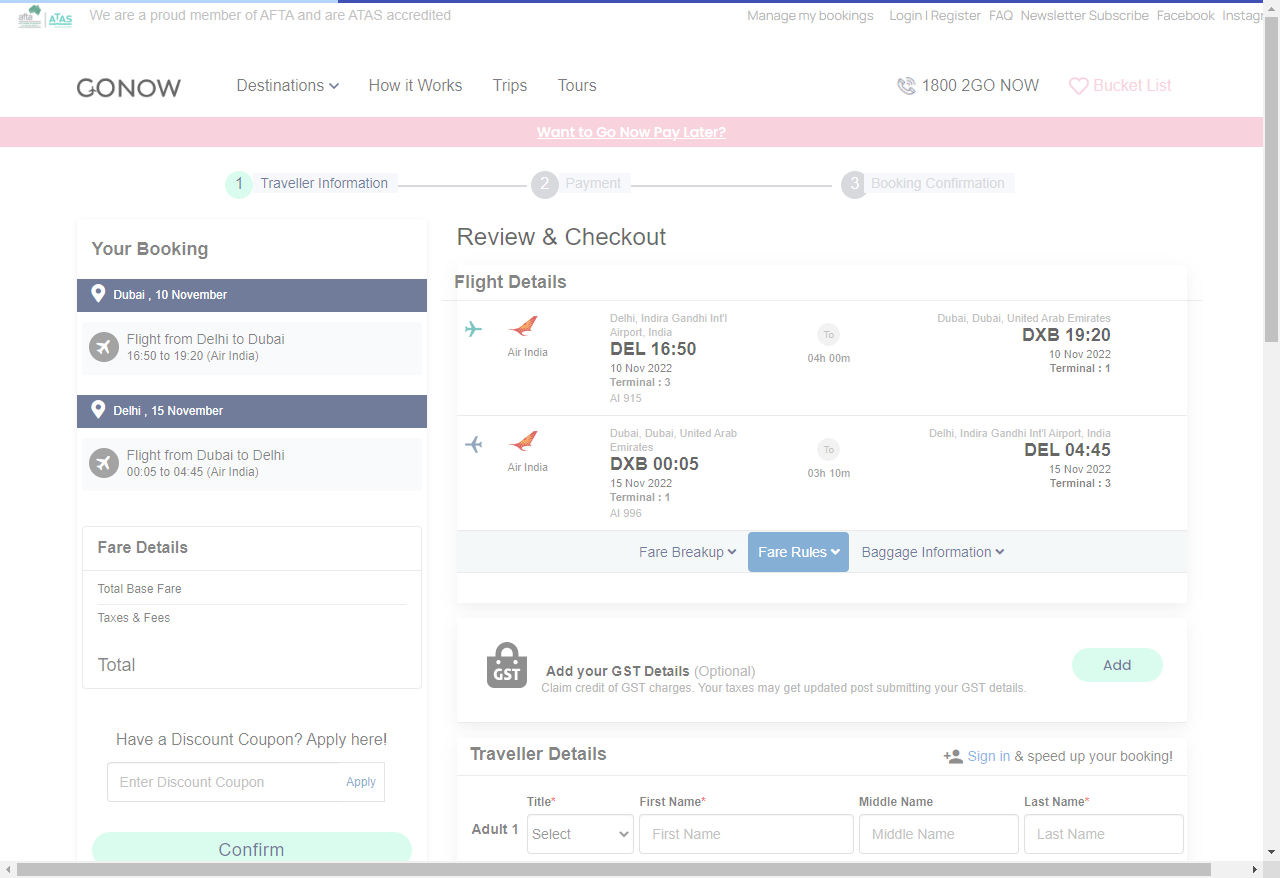 afta ATAS We are a proud member of AFTA and are ATAS accredited Manage my bookings Login | Register FAQ Newsletter Subscribe Facebook Instagr
GONOW Destinations How it Works Trips Tours 1800 2GO NOW Bucket List
Want to Go Now Pay Later?
1 Traveller Information 2 Payment 3 Booking Confirmation
Your Booking
Dubai , 10 November
Flight from Delhi to Dubai
16:50 to 19:20 (Air India)
Delhi , 15 November
Flight from Dubai to Delhi
00:05 to 04:45 (Air India)
Fare Details
Total Base Fare
Taxes & Fees
Total
Have a Discount Coupon? Apply here!
Enter Discount Coupon Apply
Confirm
Review & Checkout
Flight Details
Air India
Delhi, Indira Gandhi Int'l
Airport, India
DEL 16:50
10 Nov 2022
Terminal : 3
AI 915
To
04h 00m
Dubai, Dubai, United Arab Emirates
DXB 19:20
10 Nov 2022
Terminal : 1
Air India
Dubai, Dubai, United Arab
Emirates
DXB 00:05
15 Nov 2022
Terminal : 1
AI 996
To
03h 10m
Delhi, Indira Gandhi Int'l Airport, India
DEL 04:45
15 Nov 2022
Terminal : 3
Fare Breakup Fare Rules Baggage Information
GST
Add your GST Details (Optional)
Claim credit of GST charges. Your taxes may get updated post submitting your GST details.
Add
Traveller Details Sign in & speed up your booking!
Title* First Name* Middle Name Last Name*
Adult 1 Select First Name Middle Name Last Name